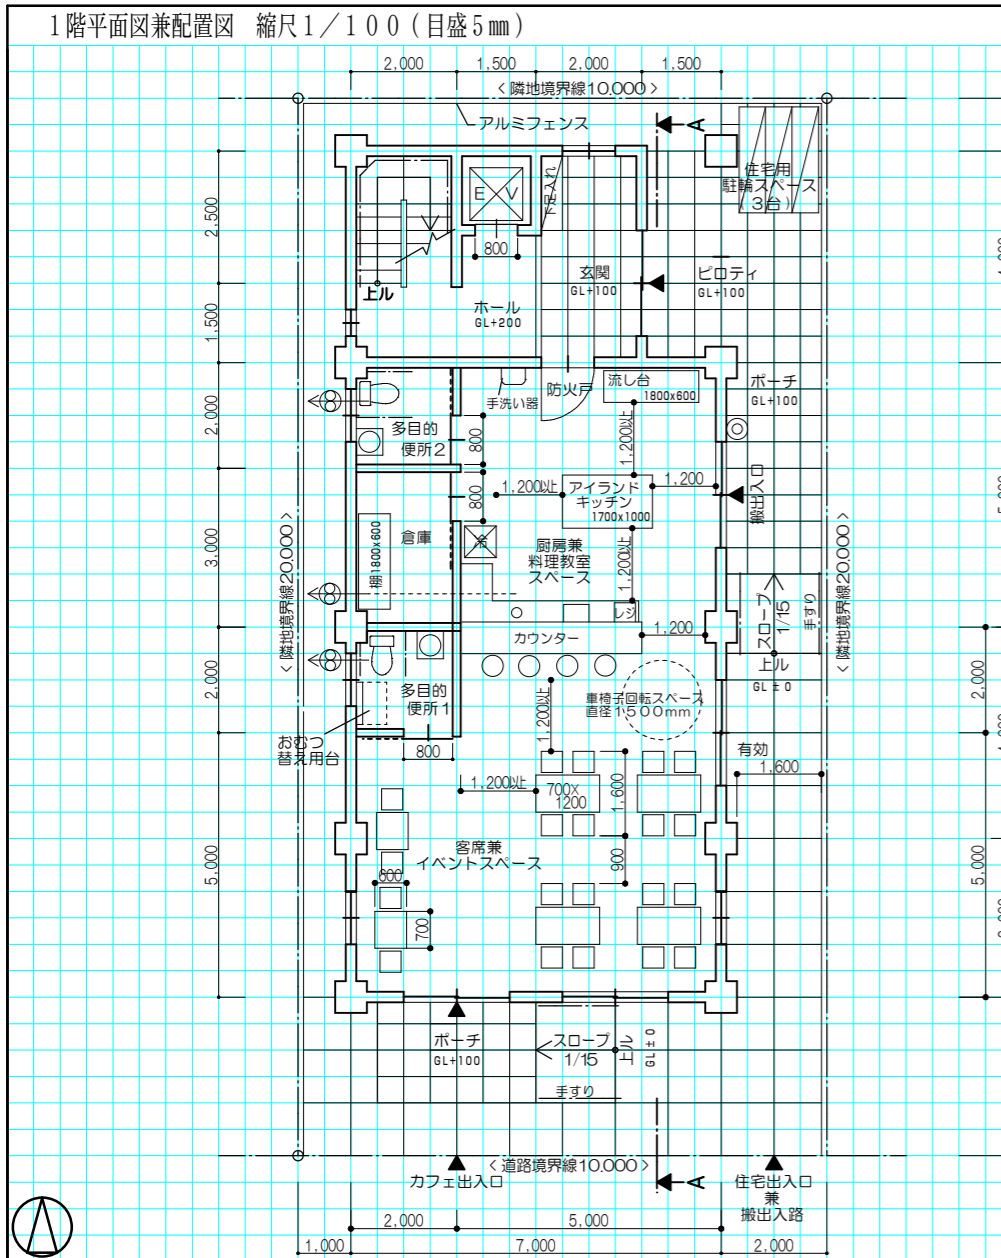 1階平面図兼配置図 縮尺1/100(目盛5㎜)
2,000 1,500 2,000 1,500
<隣地境界線10,000>
アルミフェンス
A
住宅用
駐輪スペース
(3台)
E V
下足入れ
800
玄関
GL+100
ピロティ
GL+100
上ル
ホール
GL+200
2,500
1,500
2,000
3,000
2,000
5,000
防火戸
流し台
1800x600
手洗い器
ポーチ
GL+100
多目的
便所2
800
800
1,200以上
1,200以上
アイランド
キッチン
1700x1000
1,200
搬出入口
<隣地境界線20,000>
倉庫
棚1800x600
冷
厨房兼
料理教室
スペース
1,200以上
レジ
カウンター
1,200
スロープ
1/15
手すり
上ル
GL±0
<隣地境界線20,000>
多目的
便所1
1,200以上
車椅子回転スペース
直径1500mm
おむつ
替え用台
800
有効
1,600
1,200以上
700x
1200
1,600
900
客席兼
イベントスペース
600
700
5,000
ポーチ
GL+100
スロープ
1/15
上ル
GL±0
手すり
<道路境界線10,000>
A
カフェ出入口
住宅出入口
兼
搬出入路
2,000 5,000
1,000 7,000 2,000